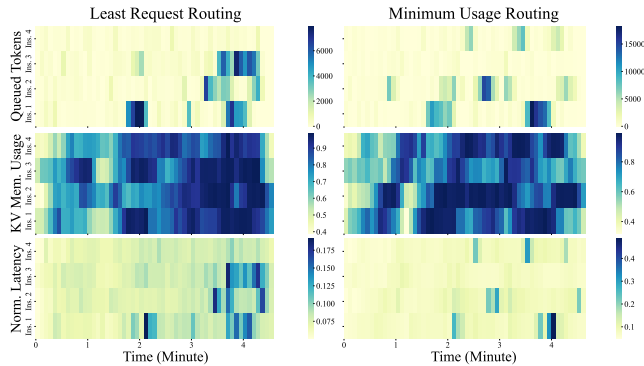 Least Request Routing
Minimum Usage Routing
Queued Tokens
Ins. 4
Ins. 3
Ins. 2
Ins. 1
6000
4000
2000
0
15000
10000
5000
0
KV Mem. Usage
Ins. 4
Ins. 3
Ins. 2
Ins. 1
0.9
0.8
0.7
0.6
0.5
0.4
0.8
0.6
0.4
Norm. Latency
Ins. 4
Ins. 3
Ins. 2
Ins. 1
0.175
0.150
0.125
0.100
0.075
0.4
0.3
0.2
0.1
0 1 2 3 4
0 1 2 3 4
Time (Minute)
Time (Minute)